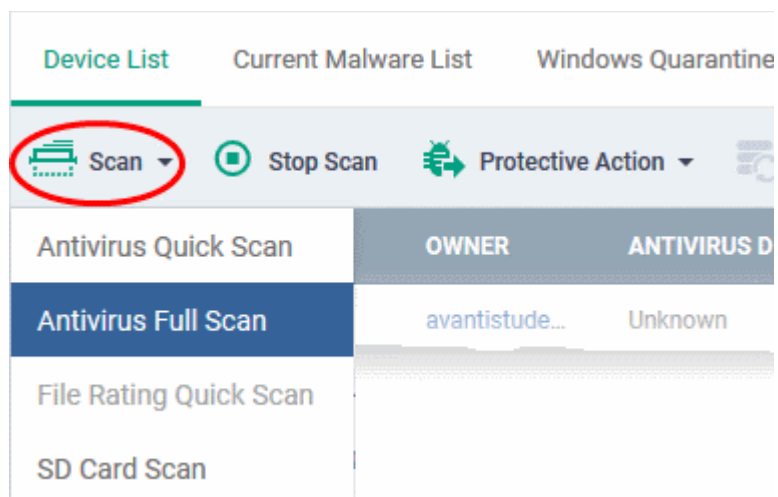 Device List Current Malware List Windows Quarantine
Scan Stop Scan Protective Action
Antivirus Quick Scan OWNER ANTIVIRUS D
Antivirus Full Scan avantistude... Unknown
File Rating Quick Scan
SD Card Scan